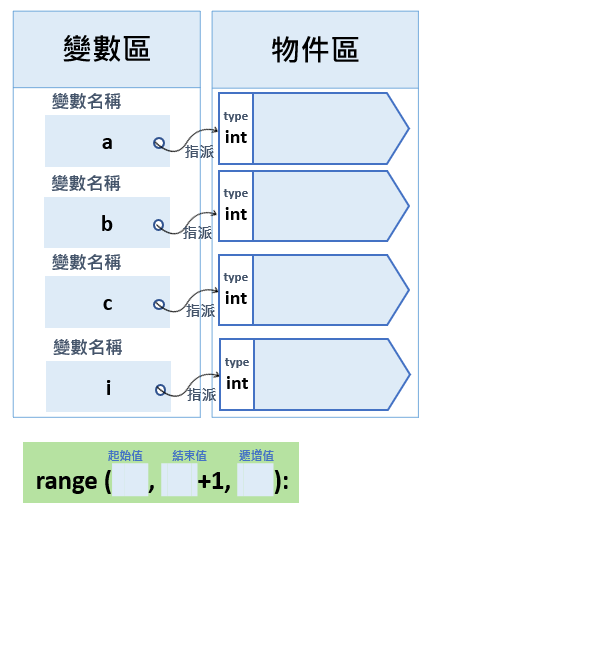 變數區
物件區
變數名稱
a
指派
type
int
變數名稱
b
指派
type
int
變數名稱
c
指派
type
int
變數名稱
i
指派
type
int
起始值 結束值 遞增值
range ( , +1, ):